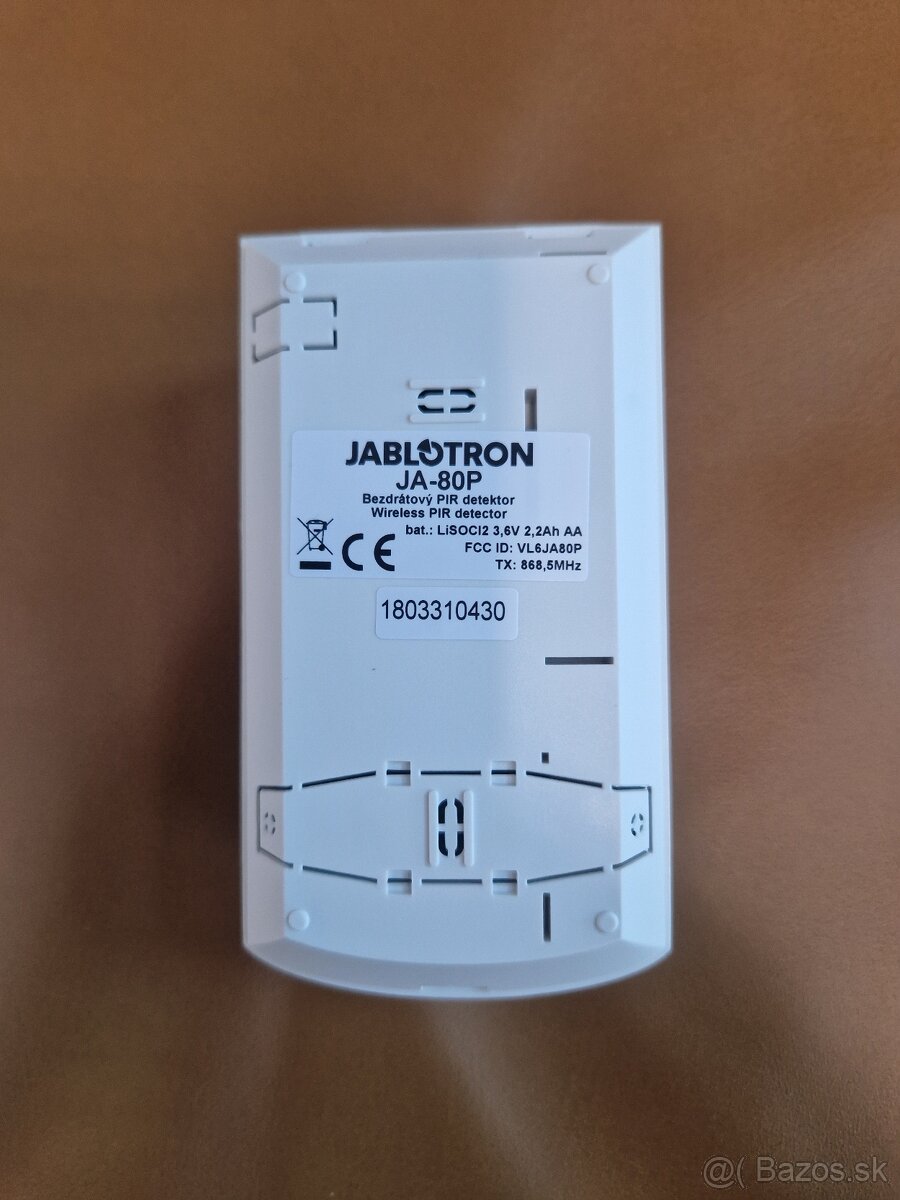 JABLOTRON
JA-80P
Bezdrátový PIR detektor
Wireless PIR detector
bat.: LiSOCl2 3,6V 2,2Ah AA
FCC ID: VL6JA80P
TX: 868,5MHz
CE
1803310430
@( Bazos.sk